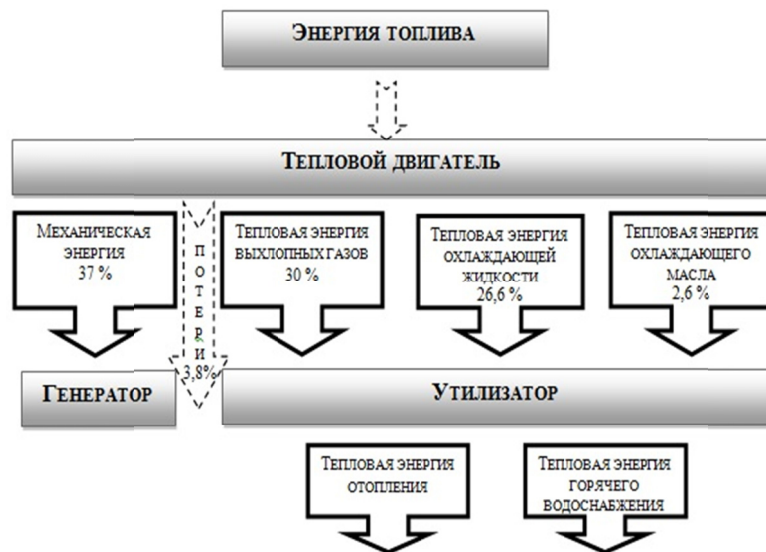 ЭНЕРГИЯ ТОПЛИВА
ТЕПЛОВОЙ ДВИГАТЕЛЬ
МЕХАНИЧЕСКАЯ
ЭНЕРГИЯ
37 %
ПОТЕРИ
3,8%
ТЕПЛОВАЯ ЭНЕРГИЯ
ВЫХЛОПНЫХ ГАЗОВ
30 %
ТЕПЛОВАЯ ЭНЕРГИЯ
ОХЛАЖДАЮЩЕЙ
ЖИДКОСТИ
26,6 %
ТЕПЛОВАЯ ЭНЕРГИЯ
ОХЛАЖДАЮЩЕГО
МАСЛА
2,6 %
ГЕНЕРАТОР
УТИЛИЗАТОР
ТЕПЛОВАЯ ЭНЕРГИЯ
ОТОПЛЕНИЯ
ТЕПЛОВАЯ ЭНЕРГИЯ
ГОРЯЧЕГО
ВОДОСНАБЖЕНИЯ